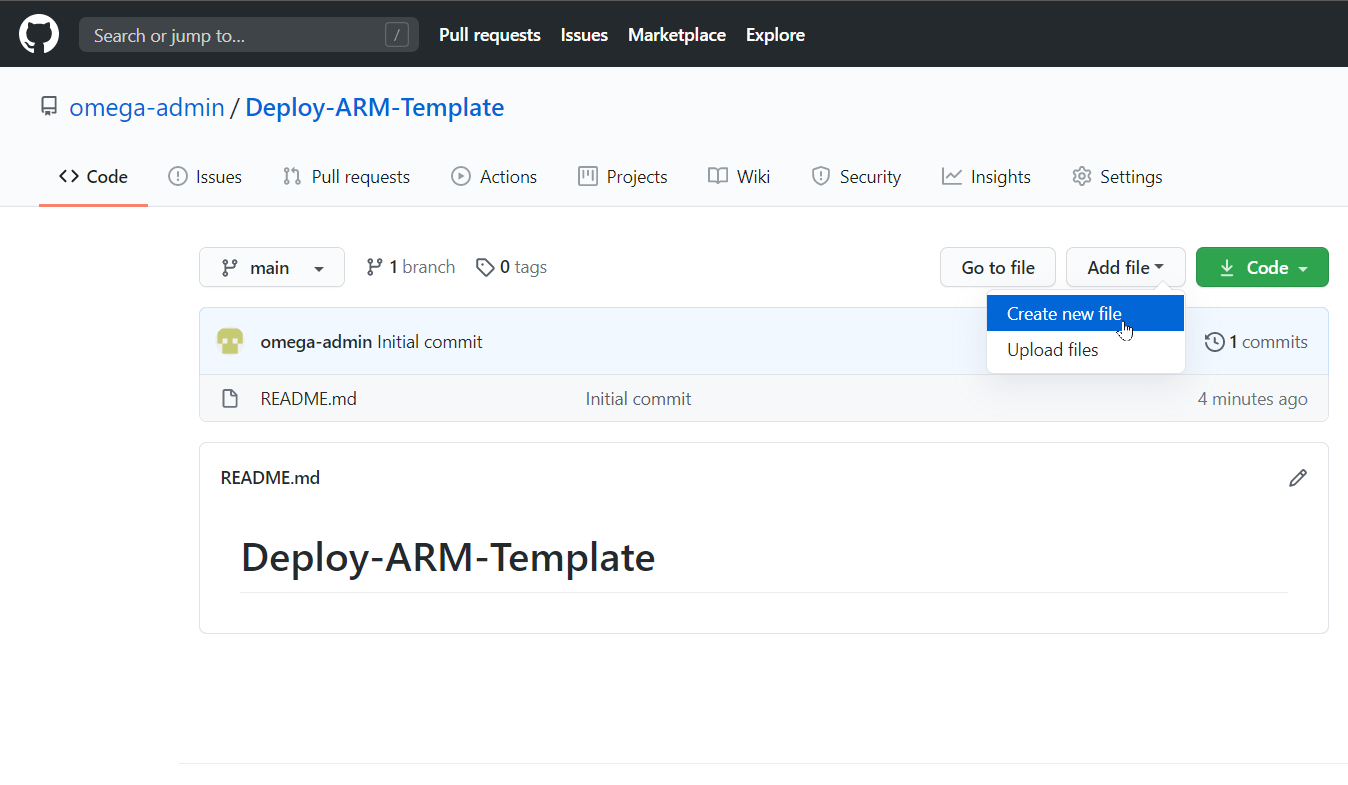 Search or jump to... / Pull requests Issues Marketplace Explore
omega-admin / Deploy-ARM-Template
Code Issues Pull requests Actions Projects Wiki Security Insights Settings
main 1 branch 0 tags Go to file Add file Code
Create new file
Upload files
omega-admin Initial commit 1 commits
README.md Initial commit 4 minutes ago
README.md
Deploy-ARM-Template